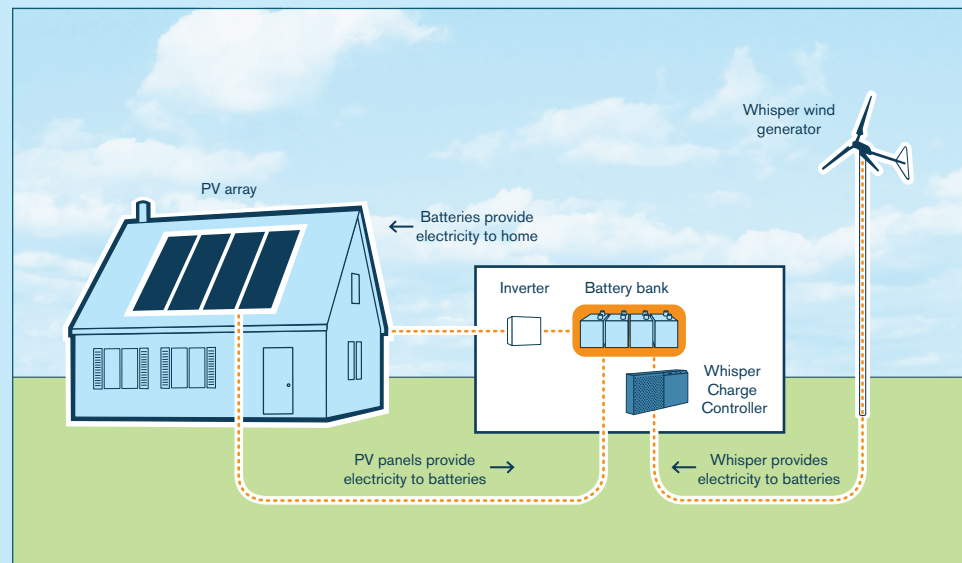 Whisper wind
generator
PV array
Batteries provide
electricity to home
Inverter
Battery bank
Whisper
Charge
Controller
PV panels provide
electricity to batteries
Whisper provides
electricity to batteries